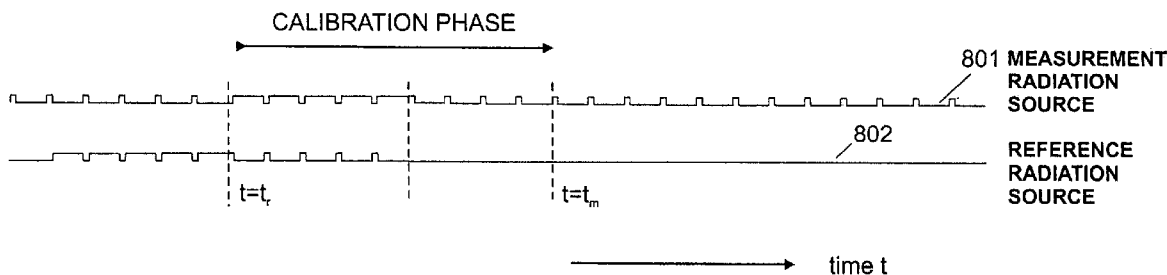 CALIBRATION PHASE
801 MEASUREMENT
RADIATION
SOURCE
802
REFERENCE
RADIATION
SOURCE
t=tr
t=tm
time t